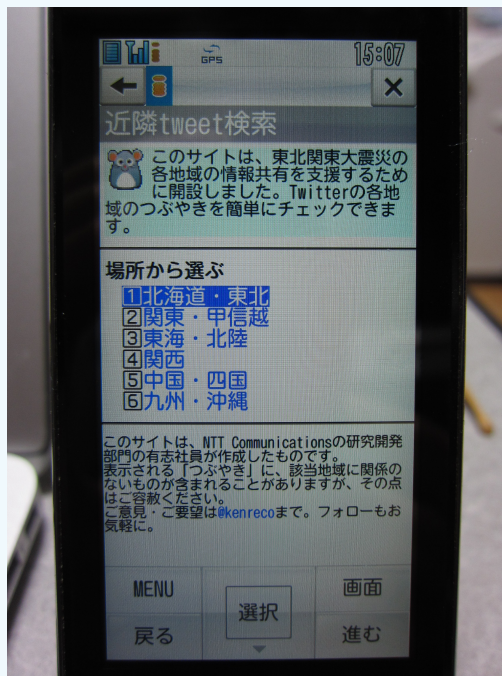 GPS
15:07
近隣tweet検索
このサイトは、東北関東大震災の
各地域の情報共有を支援するため
に開設しました。Twitterの各地
域のつぶやきを簡単にチェックできま
す。
場所から選ぶ
1北海道・東北
2関東・甲信越
3東海・北陸
4関西
5中国・四国
6九州・沖縄
このサイトは、NTT Communicationsの研究開発
部門の有志社員が作成したものです。
表示される「つぶやき」に、該当地域に関係の
ないものが含まれることがありますが、その点
はご容赦ください。
ご意見・ご要望は@kenrecoまで。フォローもお
気軽に。
MENU
画面
選択
戻る
進む